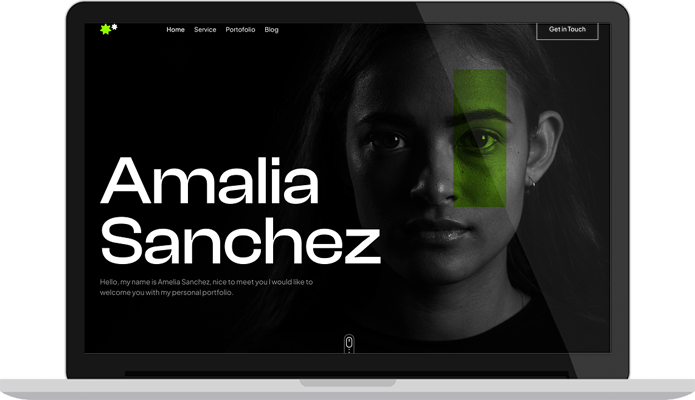 Home Service Portofolio Blog Get in Touch
Amalia
Sanchez
Hello, my name is Amelia Sanchez, nice to meet you I would like to
welcome you with my personal portfolio.